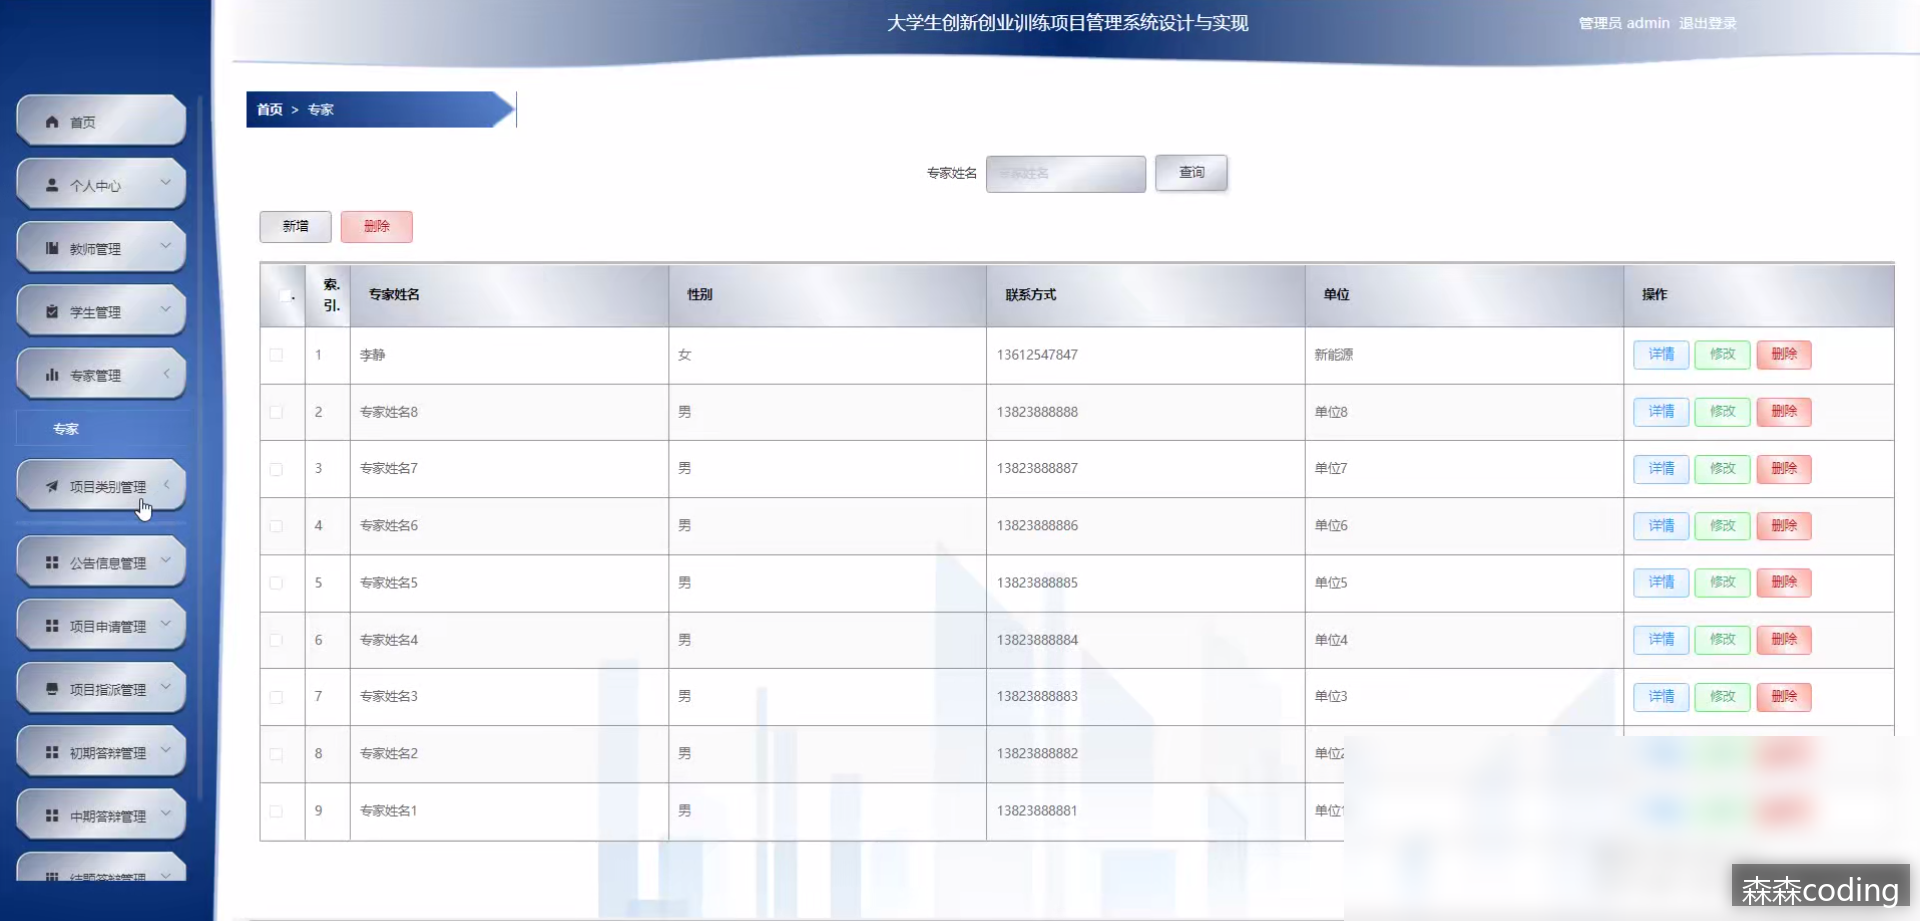 大学生创新创业训练项目管理系统设计与实现
管理员 admin 退出登录
首页
个人中心
教师管理
学生管理
专家管理
专家
项目类别管理
公告信息管理
项目申请管理
项目指派管理
初期答辩管理
中期答辩管理
结题答辩管理
首页 > 专家
专家姓名 专家姓名 查询
新增 删除
索. 引. 专家姓名 性别 联系方式 单位 操作
1 李静 女 13612547847 新能源 详情 修改 删除
2 专家姓名8 男 13823888888 单位8 详情 修改 删除
3 专家姓名7 男 13823888887 单位7 详情 修改 删除
4 专家姓名6 男 13823888886 单位6 详情 修改 删除
5 专家姓名5 男 13823888885 单位5 详情 修改 删除
6 专家姓名4 男 13823888884 单位4 详情 修改 删除
7 专家姓名3 男 13823888883 单位3 详情 修改 删除
8 专家姓名2 男 13823888882 单位2
9 专家姓名1 男 13823888881 单位1
森森coding